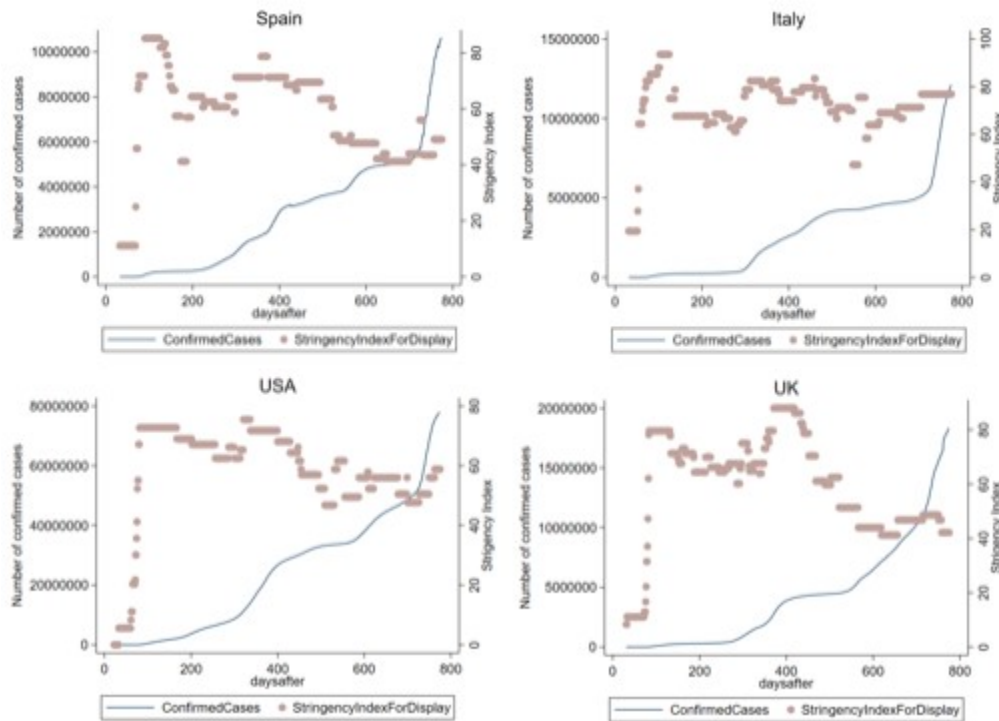 Spain
Number of confirmed cases
10000000
8000000
6000000
4000000
2000000
0
80
60
40
20
0
Strigency Index
0 200 400 600 800
daysafter
ConfirmedCases StringencyIndexForDisplay
Italy
Number of confirmed cases
15000000
10000000
5000000
0
100
80
60
40
20
0
Strigency Index
0 200 400 600 800
daysafter
ConfirmedCases StringencyIndexForDisplay
USA
Number of confirmed cases
80000000
60000000
40000000
20000000
0
80
60
40
20
0
Strigency Index
0 200 400 600 800
daysafter
ConfirmedCases StringencyIndexForDisplay
UK
Number of confirmed cases
20000000
15000000
10000000
5000000
0
80
60
40
20
0
Strigency Index
0 200 400 600 800
daysafter
ConfirmedCases StringencyIndexForDisplay